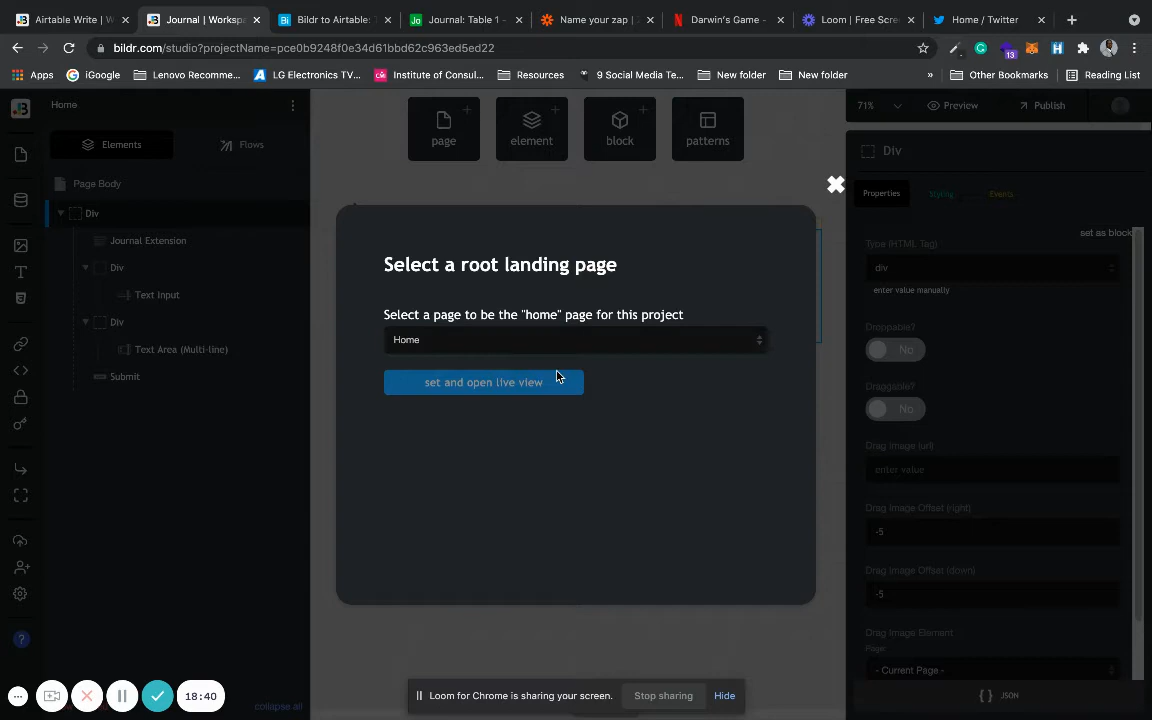 Airtable Write | W
Journal | Workspa
Bildr to Airtable: T
Journal: Table 1 -
Name your zap | Z
Darwin's Game -
Loom | Free Scre
Home / Twitter
bildr.com/studio?projectName=pce0b9248f0e34d61bbd62c963ed5ed22
13
Apps
iGoogle
Lenovo Recomme...
LG Electronics TV...
Institute of Consul...
Resources
9 Social Media Te...
New folder
New folder
»
Other Bookmarks
Reading List
Home
page
element
block
patterns
71%
Preview
Publish
Elements
Flows
Div
Page Body
Properties
Styling
Events
Div
set as block
Journal Extension
Type (HTML Tag)
Div
div
Text Input
enter value manually
Div
Droppable?
Text Area (Multi-line)
No
Submit
Draggable?
No
Select a root landing page
Select a page to be the "home" page for this project
Home
set and open live view
Drag Image (url)
enter value
Drag Image Offset (right)
-5
Drag Image Offset (down)
-5
Drag Image Element
Page:
- Current Page -
{ } JSON
?
18:40
collapse all
Loom for Chrome is sharing your screen.
Stop sharing
Hide